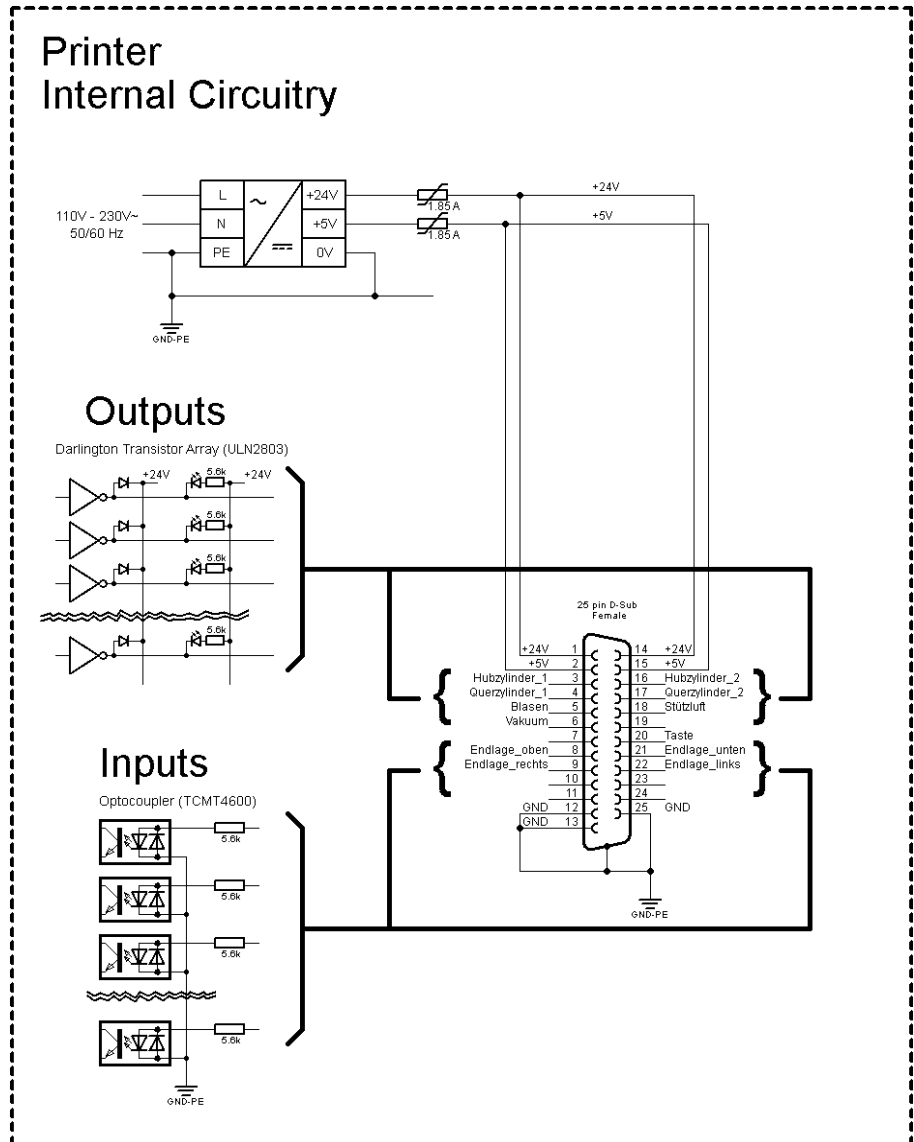 Printer
Internal Circuitry
110V - 230V~
50/60 Hz
L
N
PE
~
+24V
+5V
0V
1.85A
1.85A
+24V
+5V
GND-PE
Outputs
Darlington Transistor Array (ULN2803)
+24V
5.6k
+24V
5.6k
5.6k
5.6k
25 pin D-Sub
Female
+24V 1
+5V 2
Hubzylinder_1 3
Querzylinder_1 4
Blasen 5
Vakuum 6
7
Endlage_oben 8
Endlage_rechts 9
10
11
GND 12
GND 13
14 +24V
15 +5V
16 Hubzylinder_2
17 Querzylinder_2
18 Stützluft
19
20 Taste
21 Endlage_unten
22 Endlage_links
23
24
25 GND
GND-PE
Inputs
Optocoupler (TCMT4600)
5.6k
5.6k
5.6k
5.6k
GND-PE